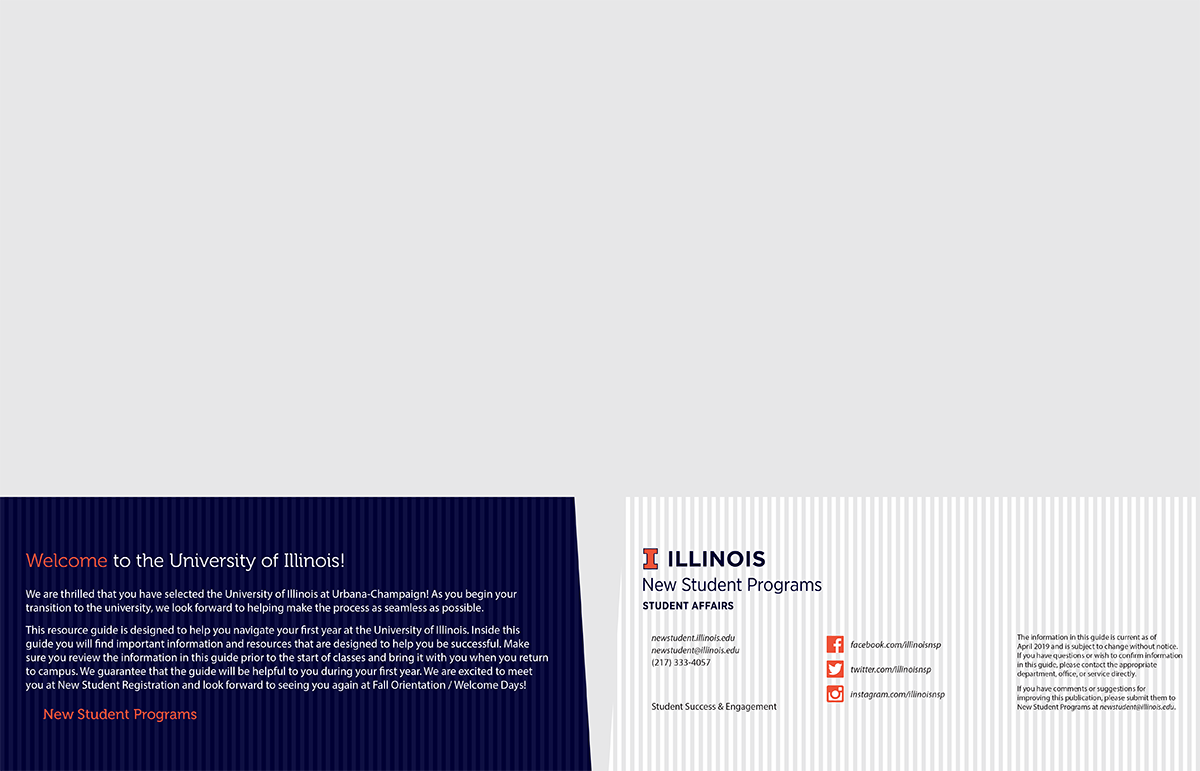 Welcome to the University of Illinois!
We are thrilled that you have selected the University of Illinois at Urbana-Champaign! As you begin your
transition to the university, we look forward to helping make the process as seamless as possible.
This resource guide is designed to help you navigate your first year at the University of Illinois. Inside this
guide you will find important information and resources that are designed to help you be successful. Make
sure you review the information in this guide prior to the start of classes and bring it with you when you return
to campus. We guarantee that the guide will be helpful to you during your first year. We are excited to meet
you at New Student Registration and look forward to seeing you again at Fall Orientation / Welcome Days!
New Student Programs
I ILLINOIS
New Student Programs
STUDENT AFFAIRS
newstudent.illinois.edu
newstudent@illinois.edu
(217) 333-4057
Student Success & Engagement
facebook.com/illinoisnsp
twitter.com/illinoisnsp
instagram.com/illinoisnsp
The information in this guide is current as of
April 2019 and is subject to change without notice.
If you have questions or wish to confirm information
in this guide, please contact the appropriate
department, office, or service directly.
If you have comments or suggestions for
improving this publication, please submit them to
New Student Programs at newstudent@illinois.edu.